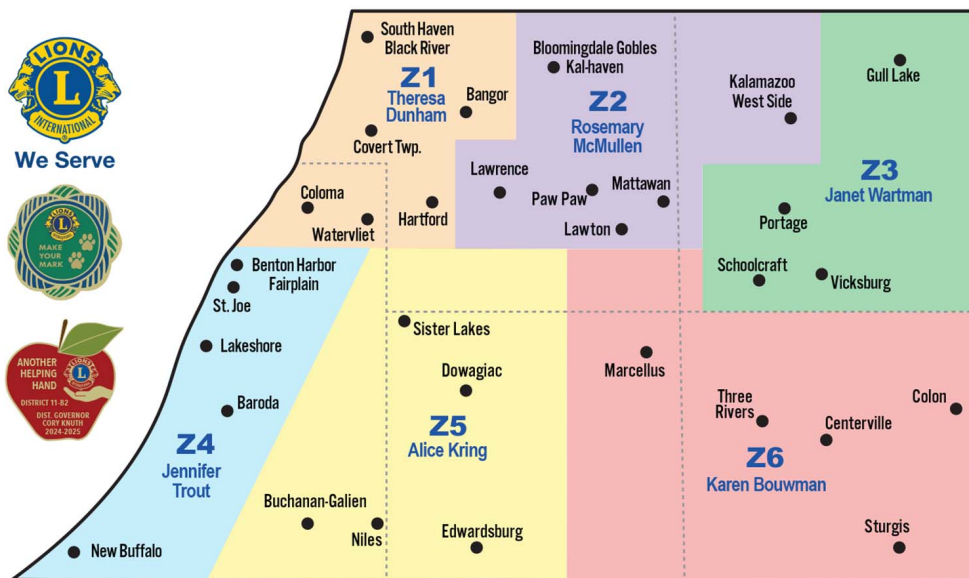 LIONS
L
INTERNATIONAL
®
We Serve
LIONS
MAKE
YOUR
MARK
ANOTHER
HELPING
HAND
LIONS
DISTRICT 11-B2
DIST. GOVERNOR
CORY KNUTH
2024-2025
South Haven
Black River
Z1
Theresa
Dunham
Bangor
Covert Twp.
Coloma
Watervliet
Hartford
Bloomingdale Gobles
Kal-haven
Z2
Rosemary
McMullen
Lawrence
Paw Paw
Mattawan
Lawton
Kalamazoo
West Side
Gull Lake
Z3
Janet Wartman
Portage
Schoolcraft
Vicksburg
Benton Harbor
Fairplain
St. Joe
Lakeshore
Baroda
Z4
Jennifer
Trout
New Buffalo
Sister Lakes
Dowagiac
Z5
Alice Kring
Buchanan-Galien
Niles
Edwardsburg
Marcellus
Three
Rivers
Centerville
Colon
Z6
Karen Bouwman
Sturgis